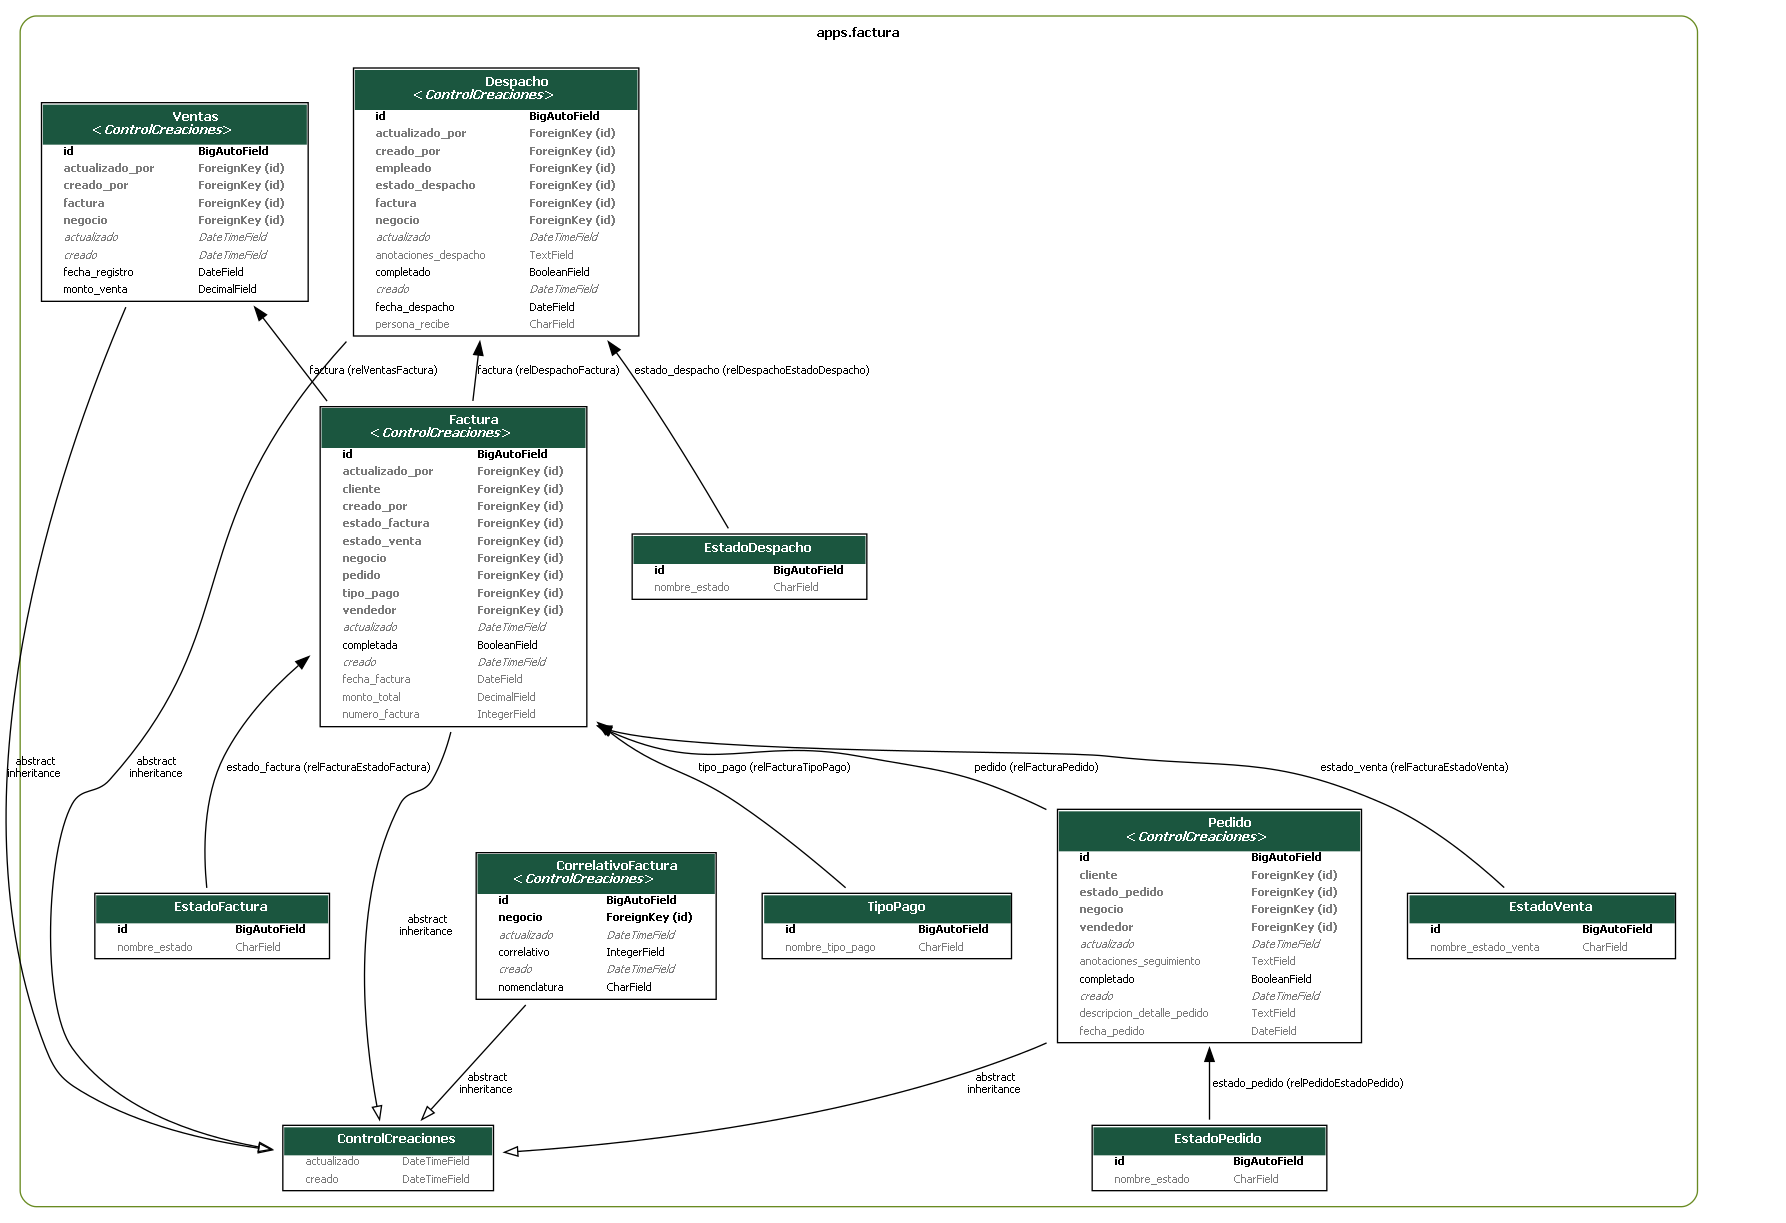 apps.factura
Ventas
<ControlCreaciones>
id BigAutoField
actualizado_por ForeignKey (id)
creado_por ForeignKey (id)
factura ForeignKey (id)
negocio ForeignKey (id)
actualizado DateTimeField
creado DateTimeField
fecha_registro DateField
monto_venta DecimalField
Despacho
<ControlCreaciones>
id BigAutoField
actualizado_por ForeignKey (id)
creado_por ForeignKey (id)
empleado ForeignKey (id)
estado_despacho ForeignKey (id)
factura ForeignKey (id)
negocio ForeignKey (id)
actualizado DateTimeField
anotaciones_despacho TextField
completado BooleanField
creado DateTimeField
fecha_despacho DateField
persona_recibe CharField
factura (relVentasFactura)
factura (relDespachoFactura)
estado_despacho (relDespachoEstadoDespacho)
Factura
<ControlCreaciones>
id BigAutoField
actualizado_por ForeignKey (id)
cliente ForeignKey (id)
creado_por ForeignKey (id)
estado_factura ForeignKey (id)
estado_venta ForeignKey (id)
negocio ForeignKey (id)
pedido ForeignKey (id)
tipo_pago ForeignKey (id)
vendedor ForeignKey (id)
actualizado DateTimeField
completada BooleanField
creado DateTimeField
fecha_factura DateField
monto_total DecimalField
numero_factura IntegerField
EstadoDespacho
id BigAutoField
nombre_estado CharField
abstract
inheritance
abstract
inheritance
estado_factura (relFacturaEstadoFactura)
tipo_pago (relFacturaTipoPago)
pedido (relFacturaPedido)
estado_venta (relFacturaEstadoVenta)
EstadoFactura
id BigAutoField
nombre_estado CharField
abstract
inheritance
CorrelativoFactura
<ControlCreaciones>
id BigAutoField
negocio ForeignKey (id)
actualizado DateTimeField
correlativo IntegerField
creado DateTimeField
nomenclatura CharField
TipoPago
id BigAutoField
nombre_tipo_pago CharField
Pedido
<ControlCreaciones>
id BigAutoField
cliente ForeignKey (id)
estado_pedido ForeignKey (id)
negocio ForeignKey (id)
vendedor ForeignKey (id)
actualizado DateTimeField
anotaciones_seguimiento TextField
completado BooleanField
creado DateTimeField
descripcion_detalle_pedido TextField
fecha_pedido DateField
EstadoVenta
id BigAutoField
nombre_estado_venta CharField
abstract
inheritance
abstract
inheritance
estado_pedido (relPedidoEstadoPedido)
ControlCreaciones
actualizado DateTimeField
creado DateTimeField
EstadoPedido
id BigAutoField
nombre_estado CharField